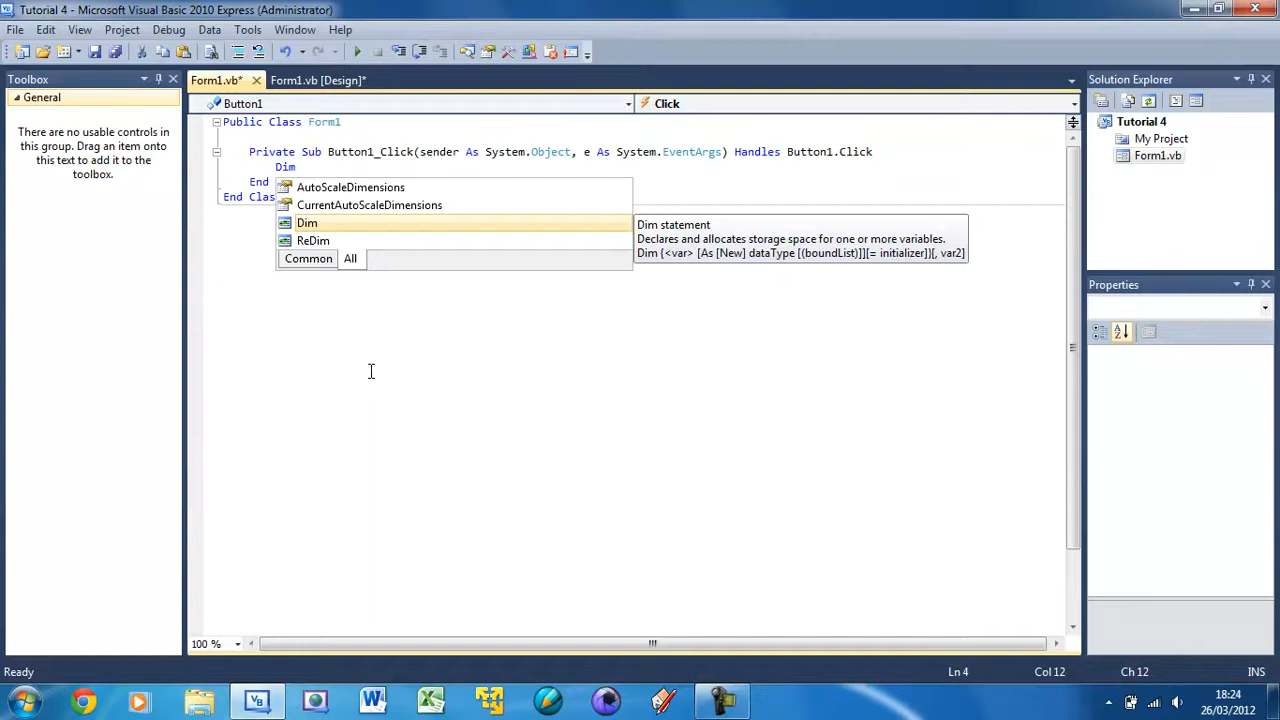 Tutorial 4 - Microsoft Visual Basic 2010 Express (Administrator)
File Edit View Project Debug Data Tools Window Help
Toolbox
General
There are no usable controls in
this group. Drag an item onto
this text to add it to the
toolbox.
Form1.vb*
Form1.vb [Design]*
Button1
Click
Public Class Form1
Private Sub Button1_Click(sender As System.Object, e As System.EventArgs) Handles Button1.Click
Dim
End
End Clas
AutoScaleDimensions
CurrentAutoScaleDimensions
Dim
ReDim
Common All
Dim statement
Declares and allocates storage space for one or more variables.
Dim {<var> [As [New] dataType [(boundList)]][= initializer]}[, var2]
100 %
Solution Explorer
Tutorial 4
My Project
Form1.vb
Properties
Ready
Ln 4
Col 12
Ch 12
INS
18:24
26/03/2012